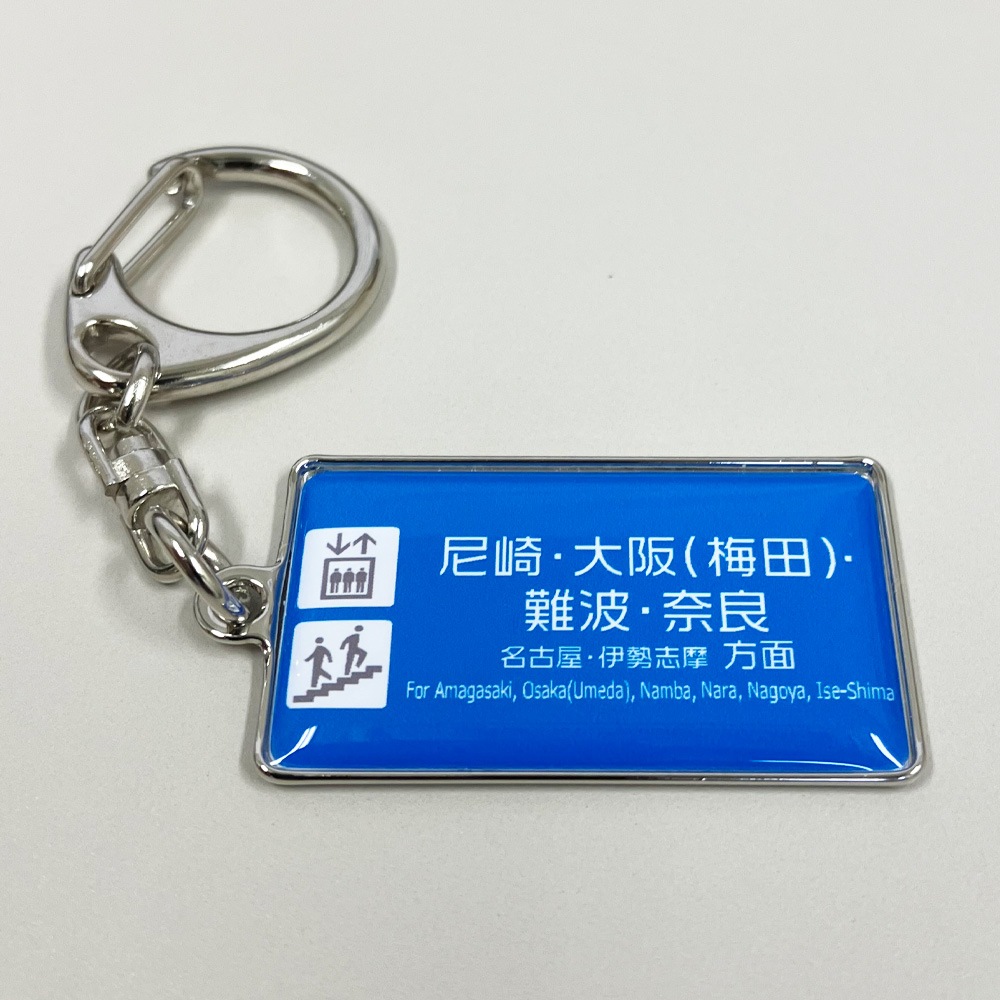 尼崎・大阪(梅田)・
難波・奈良
名古屋・伊勢志摩 方面
For Amagasaki, Osaka(Umeda), Namba, Nara, Nagoya, Ise-Shima